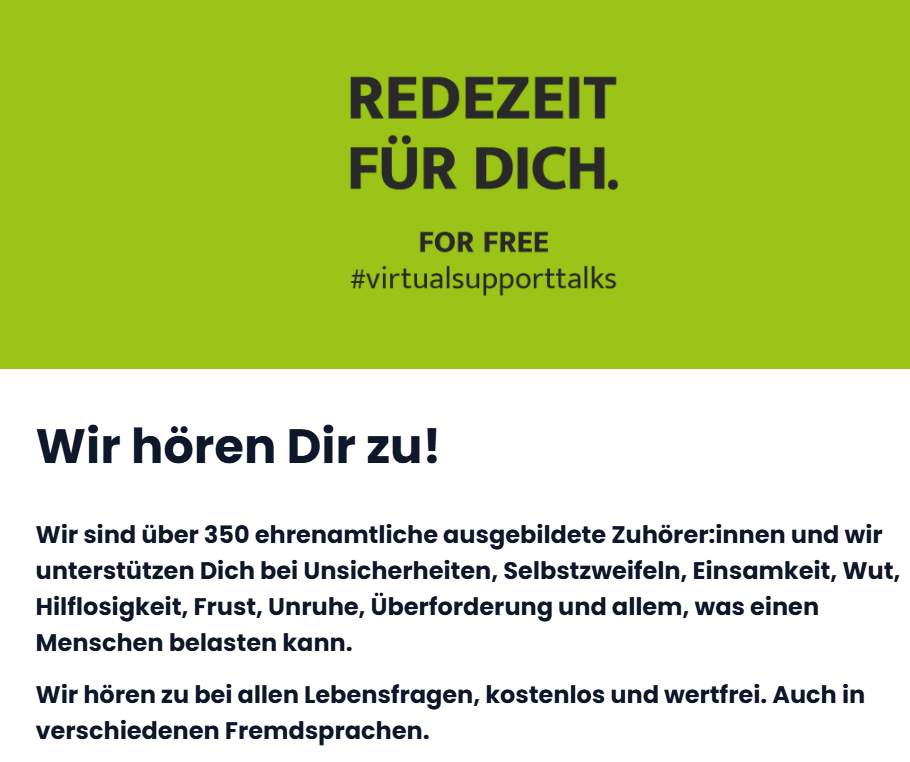 REDEZEIT
FÜR DICH.
FOR FREE
#virtualsupporttalks
Wir hören Dir zu!
Wir sind über 350 ehrenamtliche ausgebildete Zuhörer:innen und wir
unterstützen Dich bei Unsicherheiten, Selbstzweifeln, Einsamkeit, Wut,
Hilflosigkeit, Frust, Unruhe, Überforderung und allem, was einen
Menschen belasten kann.
Wir hören zu bei allen Lebensfragen, kostenlos und wertfrei. Auch in
verschiedenen Fremdsprachen.